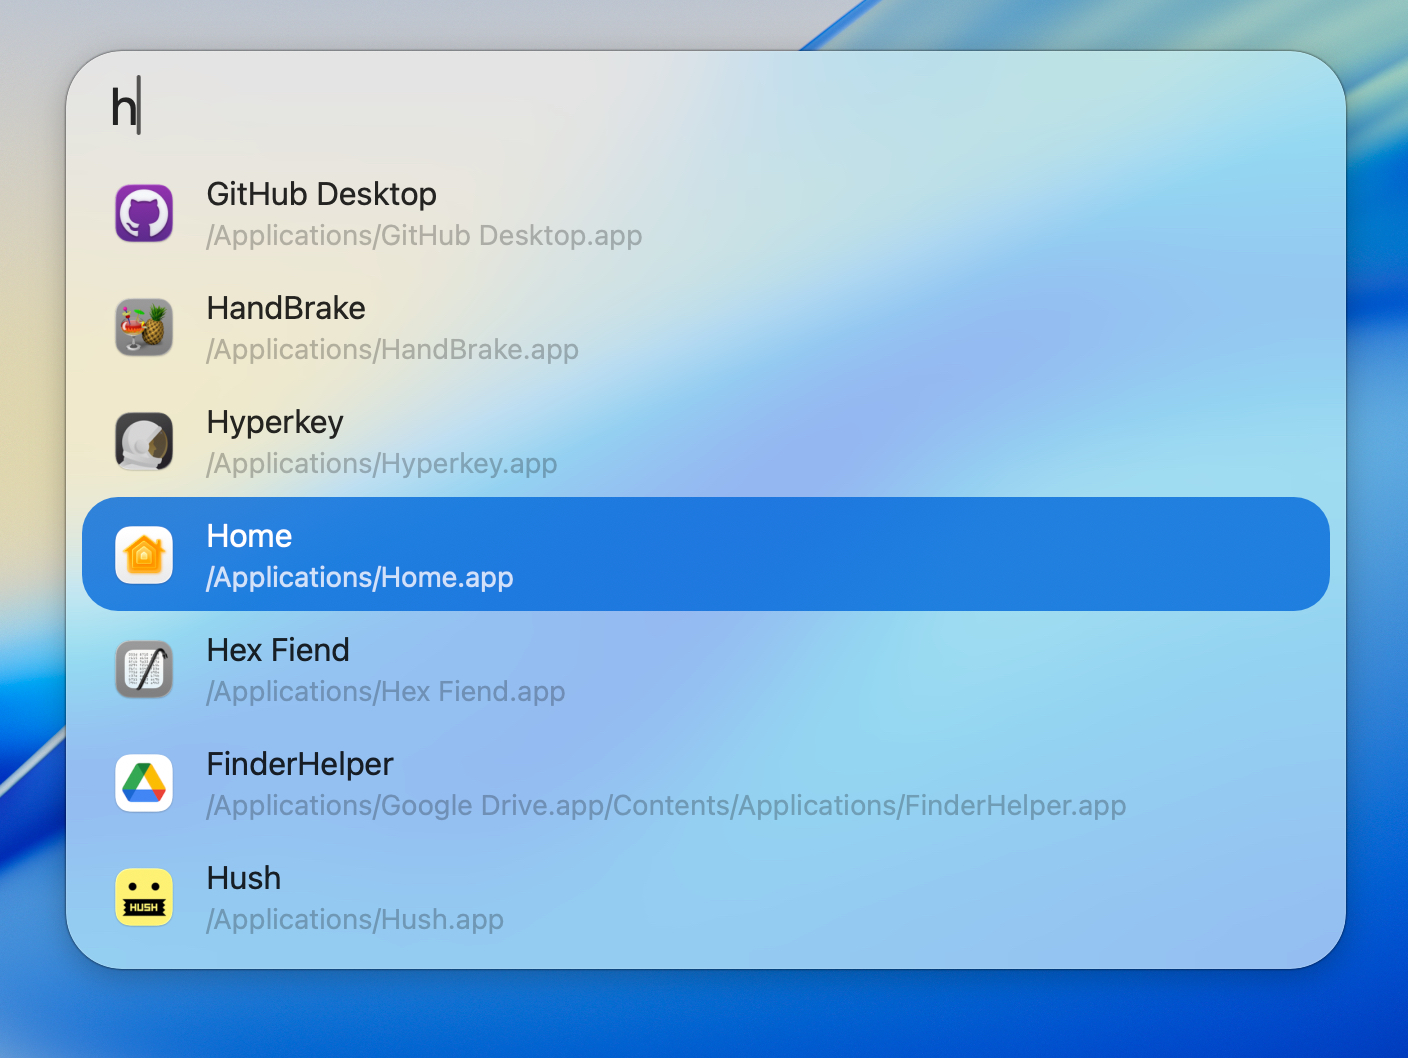 h
GitHub Desktop
/Applications/GitHub Desktop.app
HandBrake
/Applications/HandBrake.app
Hyperkey
/Applications/Hyperkey.app
Home
/Applications/Home.app
Hex Fiend
/Applications/Hex Fiend.app
FinderHelper
/Applications/Google Drive.app/Contents/Applications/FinderHelper.app
Hush
/Applications/Hush.app
HUSH